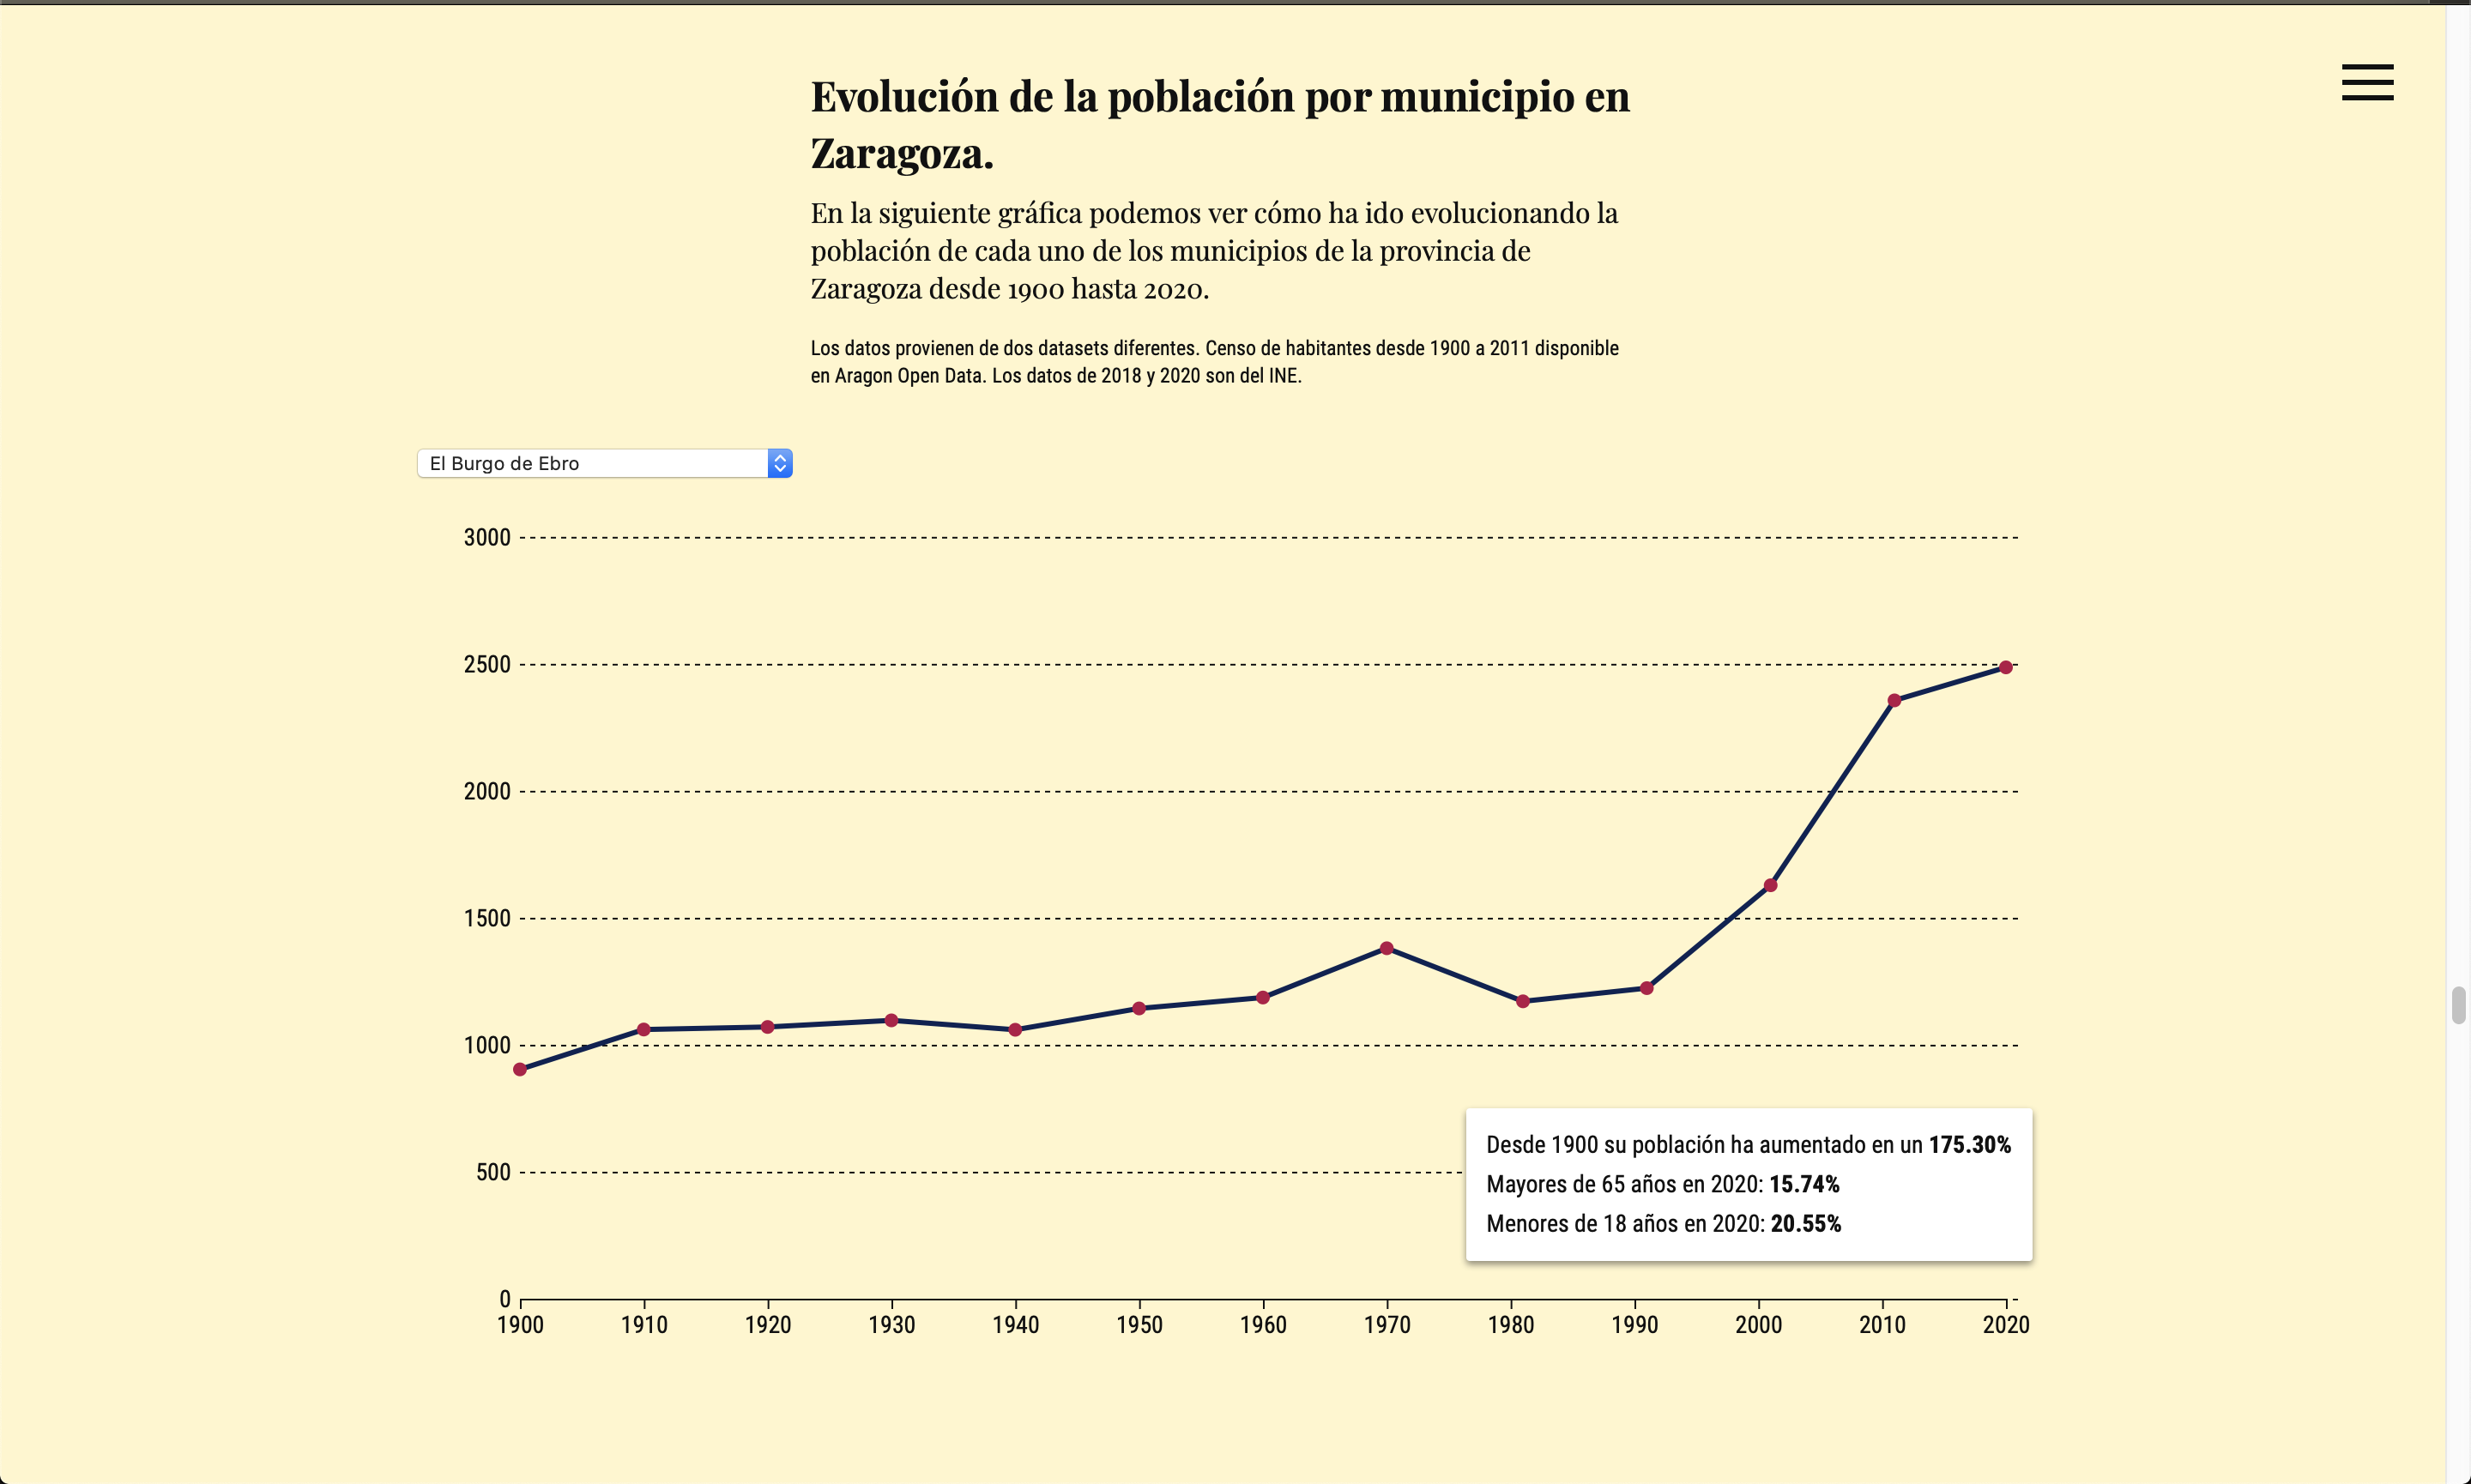 Evolución de la población por municipio en
Zaragoza.
En la siguiente gráfica podemos ver cómo ha ido evolucionando la
población de cada uno de los municipios de la provincia de
Zaragoza desde 1900 hasta 2020.
Los datos provienen de dos datasets diferentes. Censo de habitantes desde 1900 a 2011 disponible
en Aragon Open Data. Los datos de 2018 y 2020 son del INE.
El Burgo de Ebro
3000
2500
2000
1500
1000
500
0
Desde 1900 su población ha aumentado en un 175.30%
Mayores de 65 años en 2020: 15.74%
Menores de 18 años en 2020: 20.55%
1900 1910 1920 1930 1940 1950 1960 1970 1980 1990 2000 2010 2020